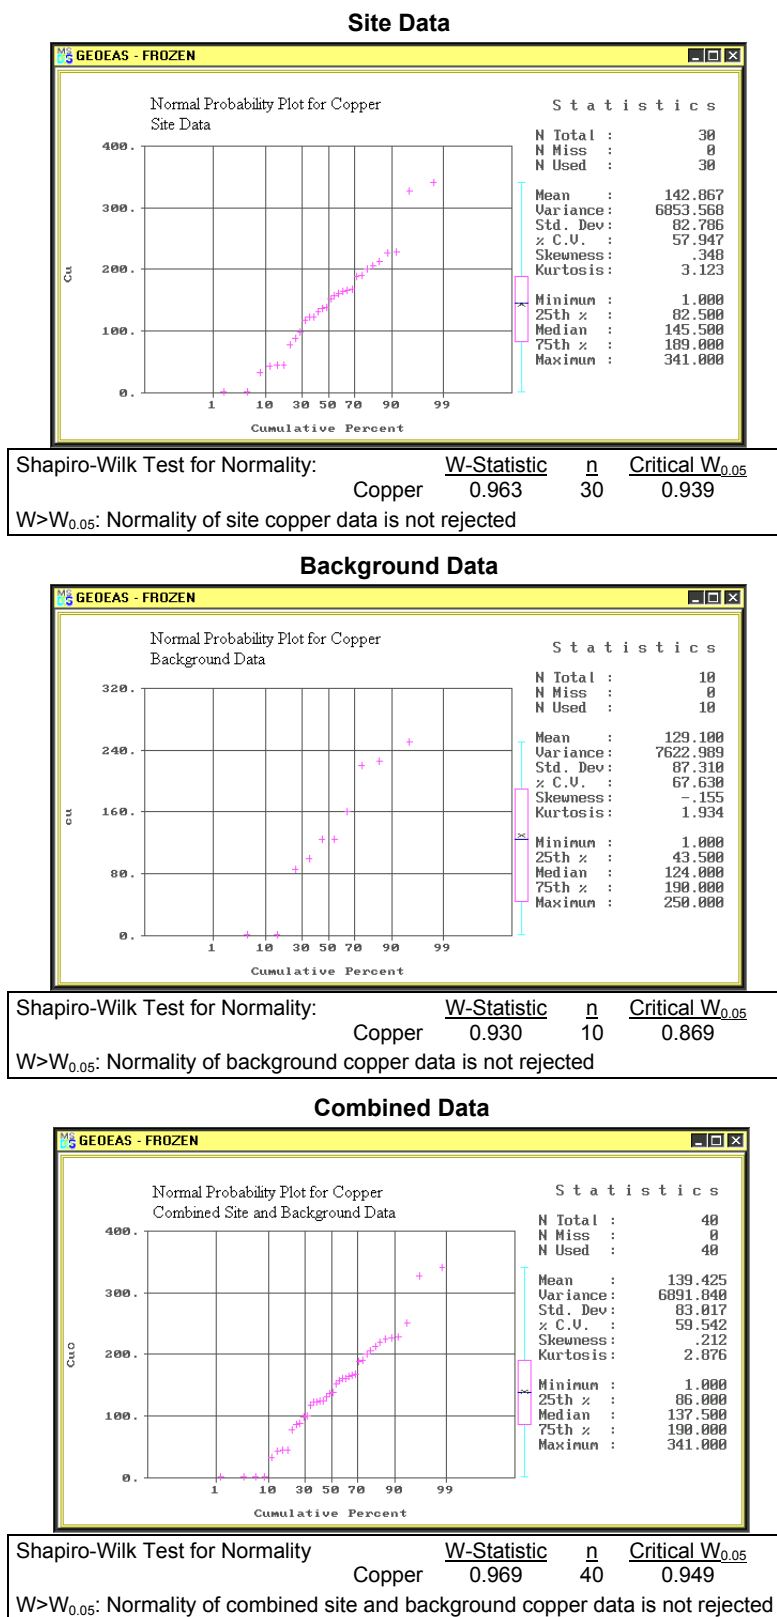 Site Data
MS DS GEOEAS - FROZEN
Normal Probability Plot for Copper
Site Data
400.
300.
200.
100.
0.
Cu
1 10 30 50 70 90 99
Cumulative Percent
Statistics
N Total : 30
N Miss : 0
N Used : 30
Mean : 142.867
Variance: 6853.568
Std. Dev: 82.786
% C.V. : 57.947
Skewness: .348
Kurtosis: 3.123
Minimum : 1.000
25th % : 82.500
Median : 145.500
75th % : 189.000
Maximum : 341.000
Shapiro-Wilk Test for Normality: W-Statistic n Critical W0.05
Copper 0.963 30 0.939
W>W0.05: Normality of site copper data is not rejected
Background Data
MS DS GEOEAS - FROZEN
Normal Probability Plot for Copper
Background Data
320.
240.
160.
80.
0.
cu
1 10 30 50 70 90 99
Cumulative Percent
Statistics
N Total : 10
N Miss : 0
N Used : 10
Mean : 129.100
Variance: 7622.989
Std. Dev: 87.310
% C.V. : 67.630
Skewness: -.155
Kurtosis: 1.934
Minimum : 1.000
25th % : 43.500
Median : 124.000
75th % : 190.000
Maximum : 250.000
Shapiro-Wilk Test for Normality: W-Statistic n Critical W0.05
Copper 0.930 10 0.869
W>W0.05: Normality of background copper data is not rejected
Combined Data
MS DS GEOEAS - FROZEN
Normal Probability Plot for Copper
Combined Site and Background Data
400.
300.
200.
100.
0.
Cuo
1 10 30 50 70 90 99
Cumulative Percent
Statistics
N Total : 40
N Miss : 0
N Used : 40
Mean : 139.425
Variance: 6891.840
Std. Dev: 83.017
% C.V. : 59.542
Skewness: .212
Kurtosis: 2.876
Minimum : 1.000
25th % : 86.000
Median : 137.500
75th % : 190.000
Maximum : 341.000
Shapiro-Wilk Test for Normality W-Statistic n Critical W0.05
Copper 0.969 40 0.949
W>W0.05: Normality of combined site and background copper data is not rejected